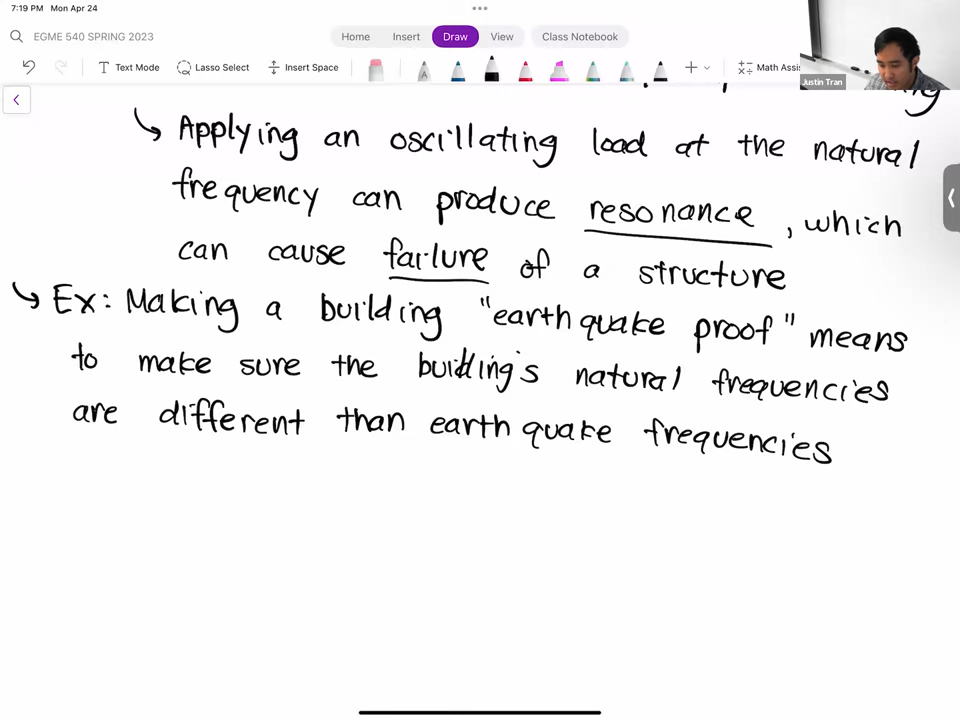 7:19 PM Mon Apr 24
EGME 540 SPRING 2023
Home Insert Draw View Class Notebook
Text Mode Lasso Select Insert Space Math Assis
Justin Tran
↳ Applying an oscillating load at the natural
frequency can produce resonance, which
can cause failure of a structure
↳ Ex: Making a building "earthquake proof" means
to make sure the building's natural frequencies
are different than earthquake frequencies